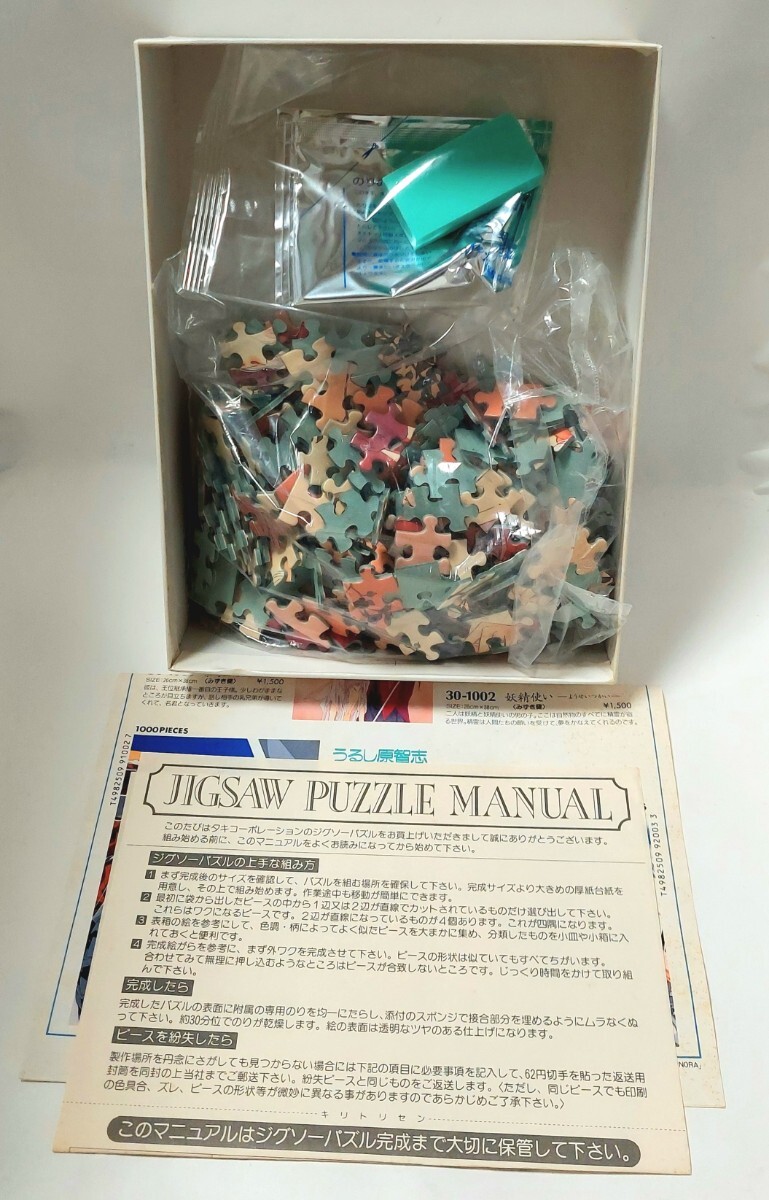 の
SIZE:26cm×38cm 〈みずき健〉 ¥1,500
30-1002 妖精使い
SIZE:26cm×38cm 〈みずき健〉 ¥1,500
1000PIECES
うるし原智志
T4982509 910027
T4982509 92003 3
JIGSAW PUZZLE MANUAL
このたびはタキコーポレーションのジグソーパズルをお買上げいただきまして誠にありがとうございます。
組み始める前に、このマニュアルをよくお読みになってから始めて下さい。
ジグソーパズルの上手な組み方
1 まず完成後のサイズを確認して、パズルを組む場所を確保して下さい。完成サイズより大きめの厚紙台紙を
用意し、その上で組み始めます。作業途中も移動が簡単にできます。
2 最初に袋から出したピースの中から1辺又は2辺が直線でカットされているものだけ選び出して下さい。
これらはワクになるピースです。2辺が直線になっているものが4個あります。これが四隅になります。
3 表箱の絵を参考にして、色調・柄によってよく似たピースを大まかに集め、分類したものを小皿や小箱に入
れておくと便利です。
4 完成絵がらを参考に、まず外ワクを完成させて下さい。ピースの形状は似ていてもすべてちがいます。
合わせてみて無理に押し込むようなところはピースが合致しないところです。じっくり時間をかけて取り組
んで下さい。
完成したら
完成したパズルの表面に附属の専用のりを均一にたらし、添付のスポンジで接合部分を埋めるようにムラなくぬ
って下さい。約30分位でのりが乾燥します。絵の表面は透明なツヤのある仕上げになります。
ピースを紛失したら
製作場所を丹念にさがしても見つからない場合には下記の項目に必要事項を記入して、62円切手を貼った返送用
封筒を同封の上当社までご郵送下さい。紛失ピースと同じものをご返送します。〈ただし、同じピースでも印刷
の色具合、ズレ、ピースの形状等が微妙に異なる事がありますのであらかじめご了承下さい。〉
キリトリセン
このマニュアルはジグソーパズル完成まで大切に保管して下さい。
NORA」